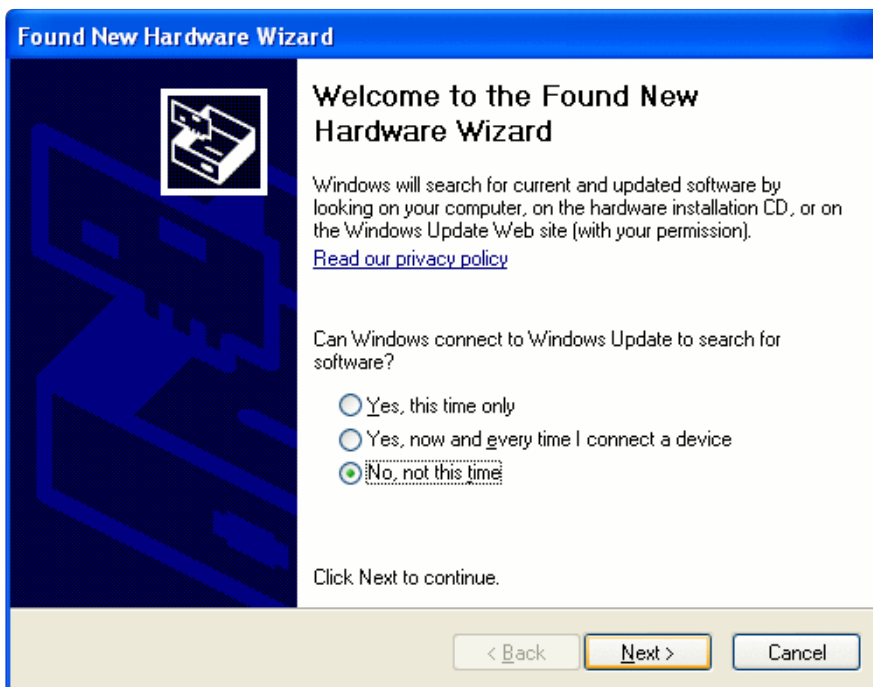 Found New Hardware Wizard
Welcome to the Found New
Hardware Wizard
Windows will search for current and updated software by
looking on your computer, on the hardware installation CD, or on
the Windows Update Web site (with your permission).
Read our privacy policy
Can Windows connect to Windows Update to search for
software?
Yes, this time only
Yes, now and every time I connect a device
No, not this time
Click Next to continue.
< Back Next > Cancel